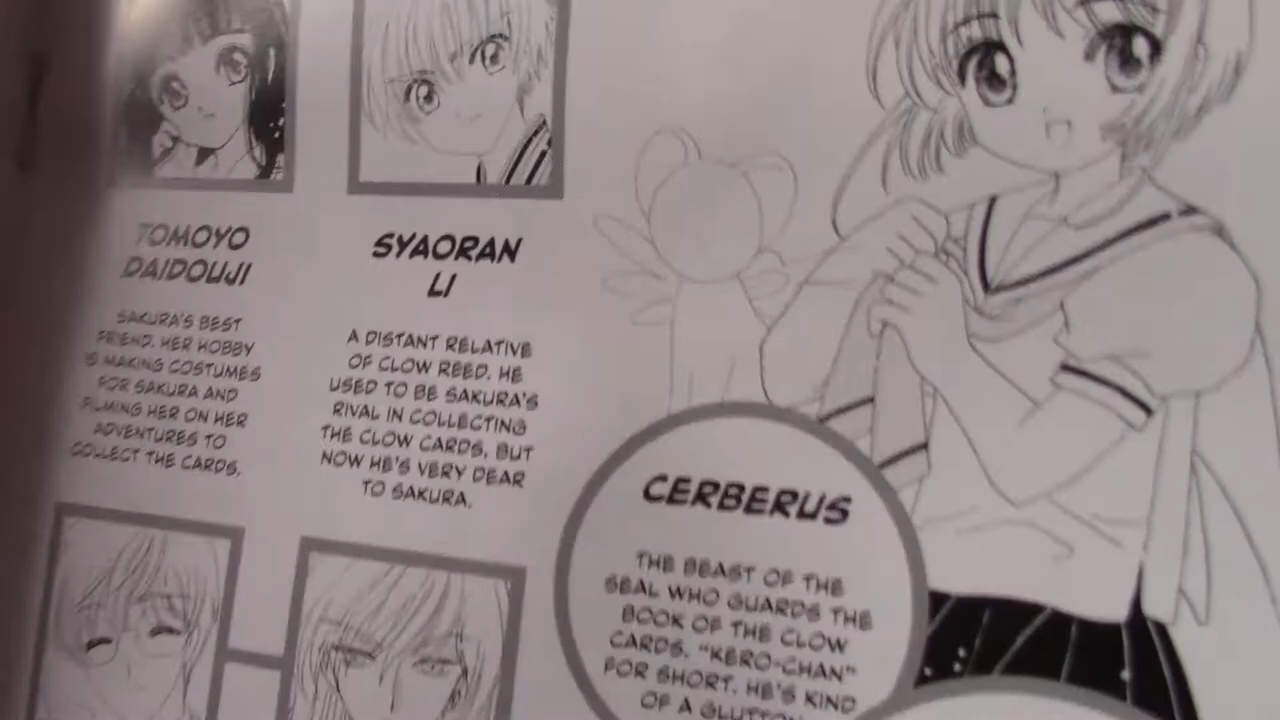 TOMOYO
DAIDOUJI
SAKURA'S BEST
FRIEND. HER HOBBY
IS MAKING COSTUMES
FOR SAKURA AND
FILMING HER ON HER
ADVENTURES TO
COLLECT THE CARDS.
SYAORAN
LI
A DISTANT RELATIVE
OF CLOW REED. HE
USED TO BE SAKURA'S
RIVAL IN COLLECTING
THE CLOW CARDS, BUT
NOW HE'S VERY DEAR
TO SAKURA.
CERBERUS
THE BEAST OF THE
SEAL WHO GUARDS THE
BOOK OF THE CLOW
CARDS. "KERO-CHAN"
FOR SHORT. HE'S KIND
OF A GLUTTON